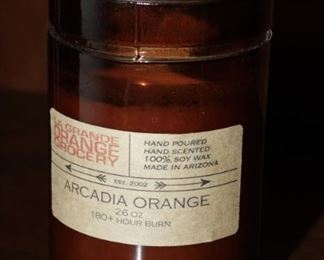 LA GRANDE
ORANGE
GROCERY
HAND POURED
HAND SCENTED
100% SOY WAX
MADE IN ARIZONA
EST. 2002
ARCADIA ORANGE
26 OZ
180+ HOUR BURN